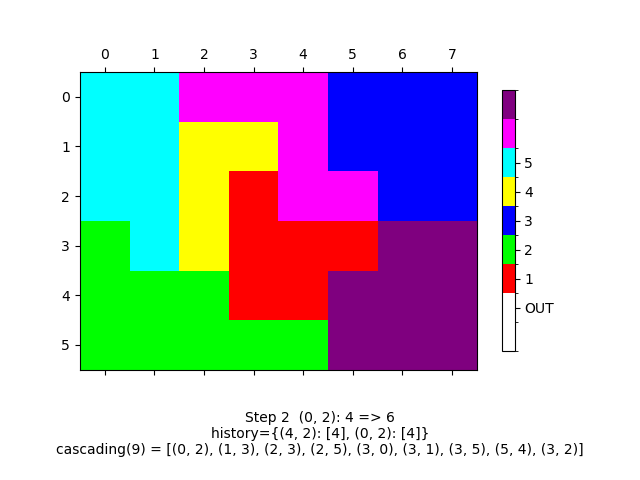 0 1 2 3 4 5 6 7
0
1
2
3
4
5
5
4
3
2
1
OUT
Step 2  (0, 2): 4 => 6
history={(4, 2): [4], (0, 2): [4]}
cascading(9) = [(0, 2), (1, 3), (2, 3), (2, 5), (3, 0), (3, 1), (3, 5), (5, 4), (3, 2)]